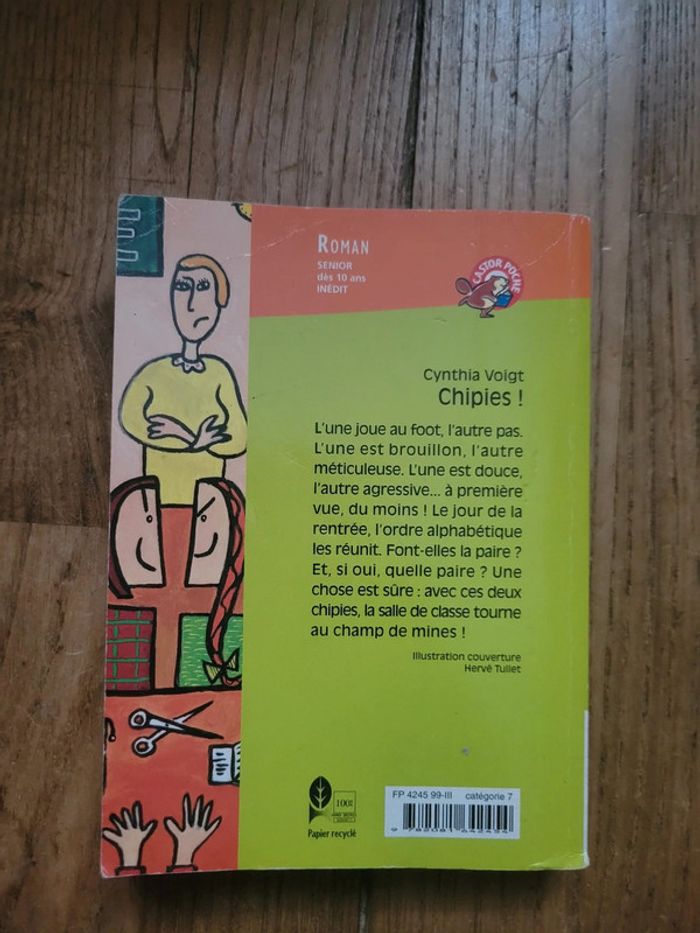 ROMAN
SENIOR
dès 10 ans
INÉDIT
CASTOR POCHE
Cynthia Voigt
Chipies !
L'une joue au foot, l'autre pas.
L'une est brouillon, l'autre
méticuleuse. L'une est douce,
l'autre agressive... à première
vue, du moins ! Le jour de la
rentrée, l'ordre alphabétique
les réunit. Font-elles la paire ?
Et, si oui, quelle paire ? Une
chose est sûre : avec ces deux
chipies, la salle de classe tourne
au champ de mines !
Illustration couverture
Hervé Tullet
FP 4245 99-III catégorie 7
100%
Papier recyclé
9 782081 642454